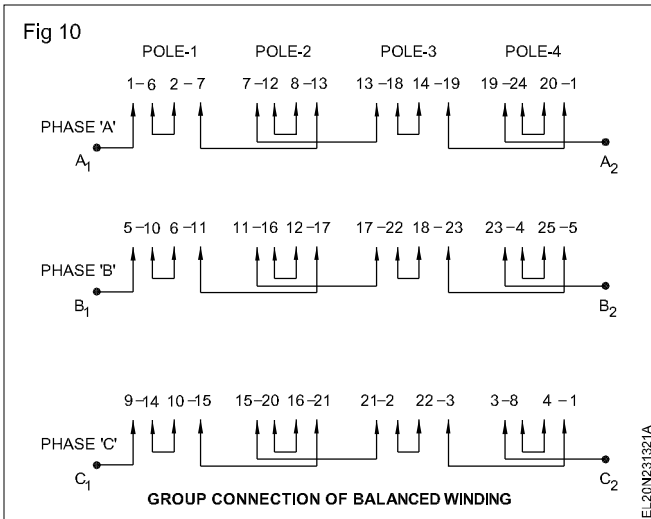 Fig 10
POLE-1 POLE-2 POLE-3 POLE-4
1–6 2–7 7–12 8–13 13–18 14–19 19–24 20–1
PHASE 'A'
A1 A2
5–10 6–11 11–16 12–17 17–22 18–23 23–4 25–5
PHASE 'B'
B1 B2
9–14 10–15 15–20 16–21 21–2 22–3 3–8 4–1
PHASE 'C'
C1 C2
GROUP CONNECTION OF BALANCED WINDING
EL20N231321A